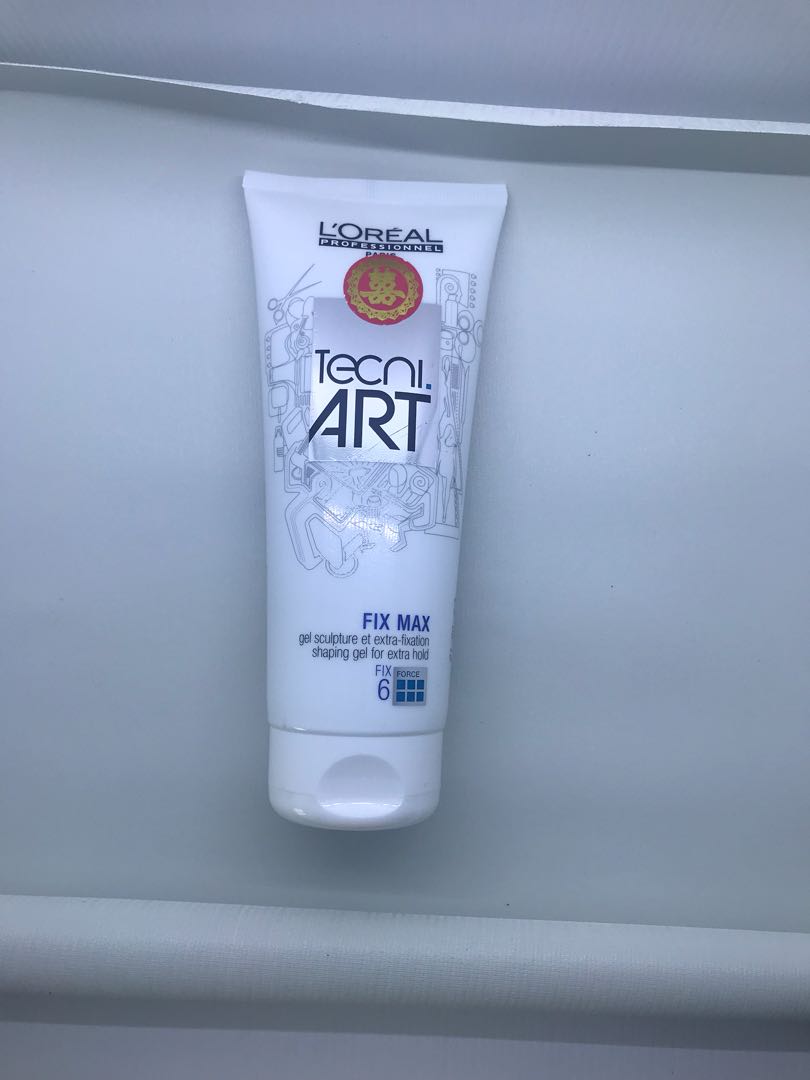 L'ORÉAL
PROFESSIONNEL
PARIS
囍
Tecni.
ART
FIX MAX
gel sculpture et extra-fixation
shaping gel for extra hold
FIX
6
FORCE